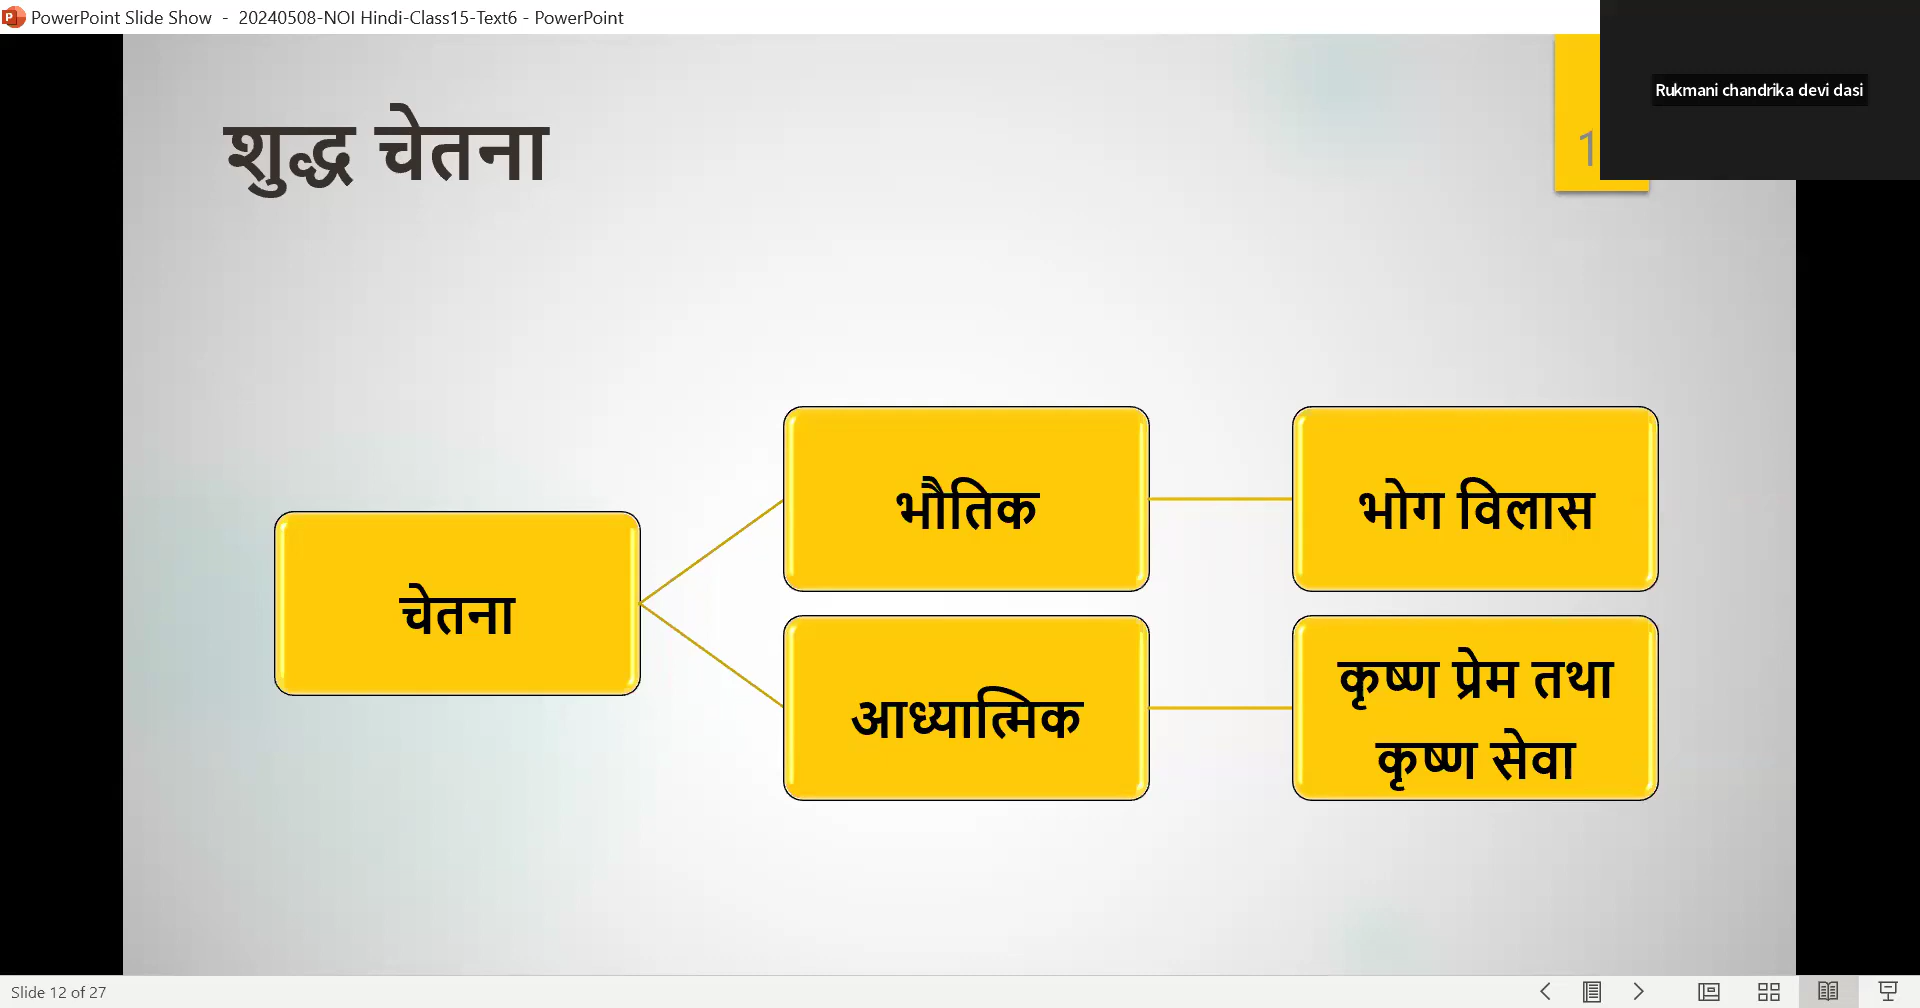 PowerPoint Slide Show - 20240508-NOI Hindi-Class15-Text6 - PowerPoint
Rukmani chandrika devi dasi
शुद्ध चेतना
1
चेतना
भौतिक
भोग विलास
आध्यात्मिक
कृष्ण प्रेम तथा
कृष्ण सेवा
Slide 12 of 27